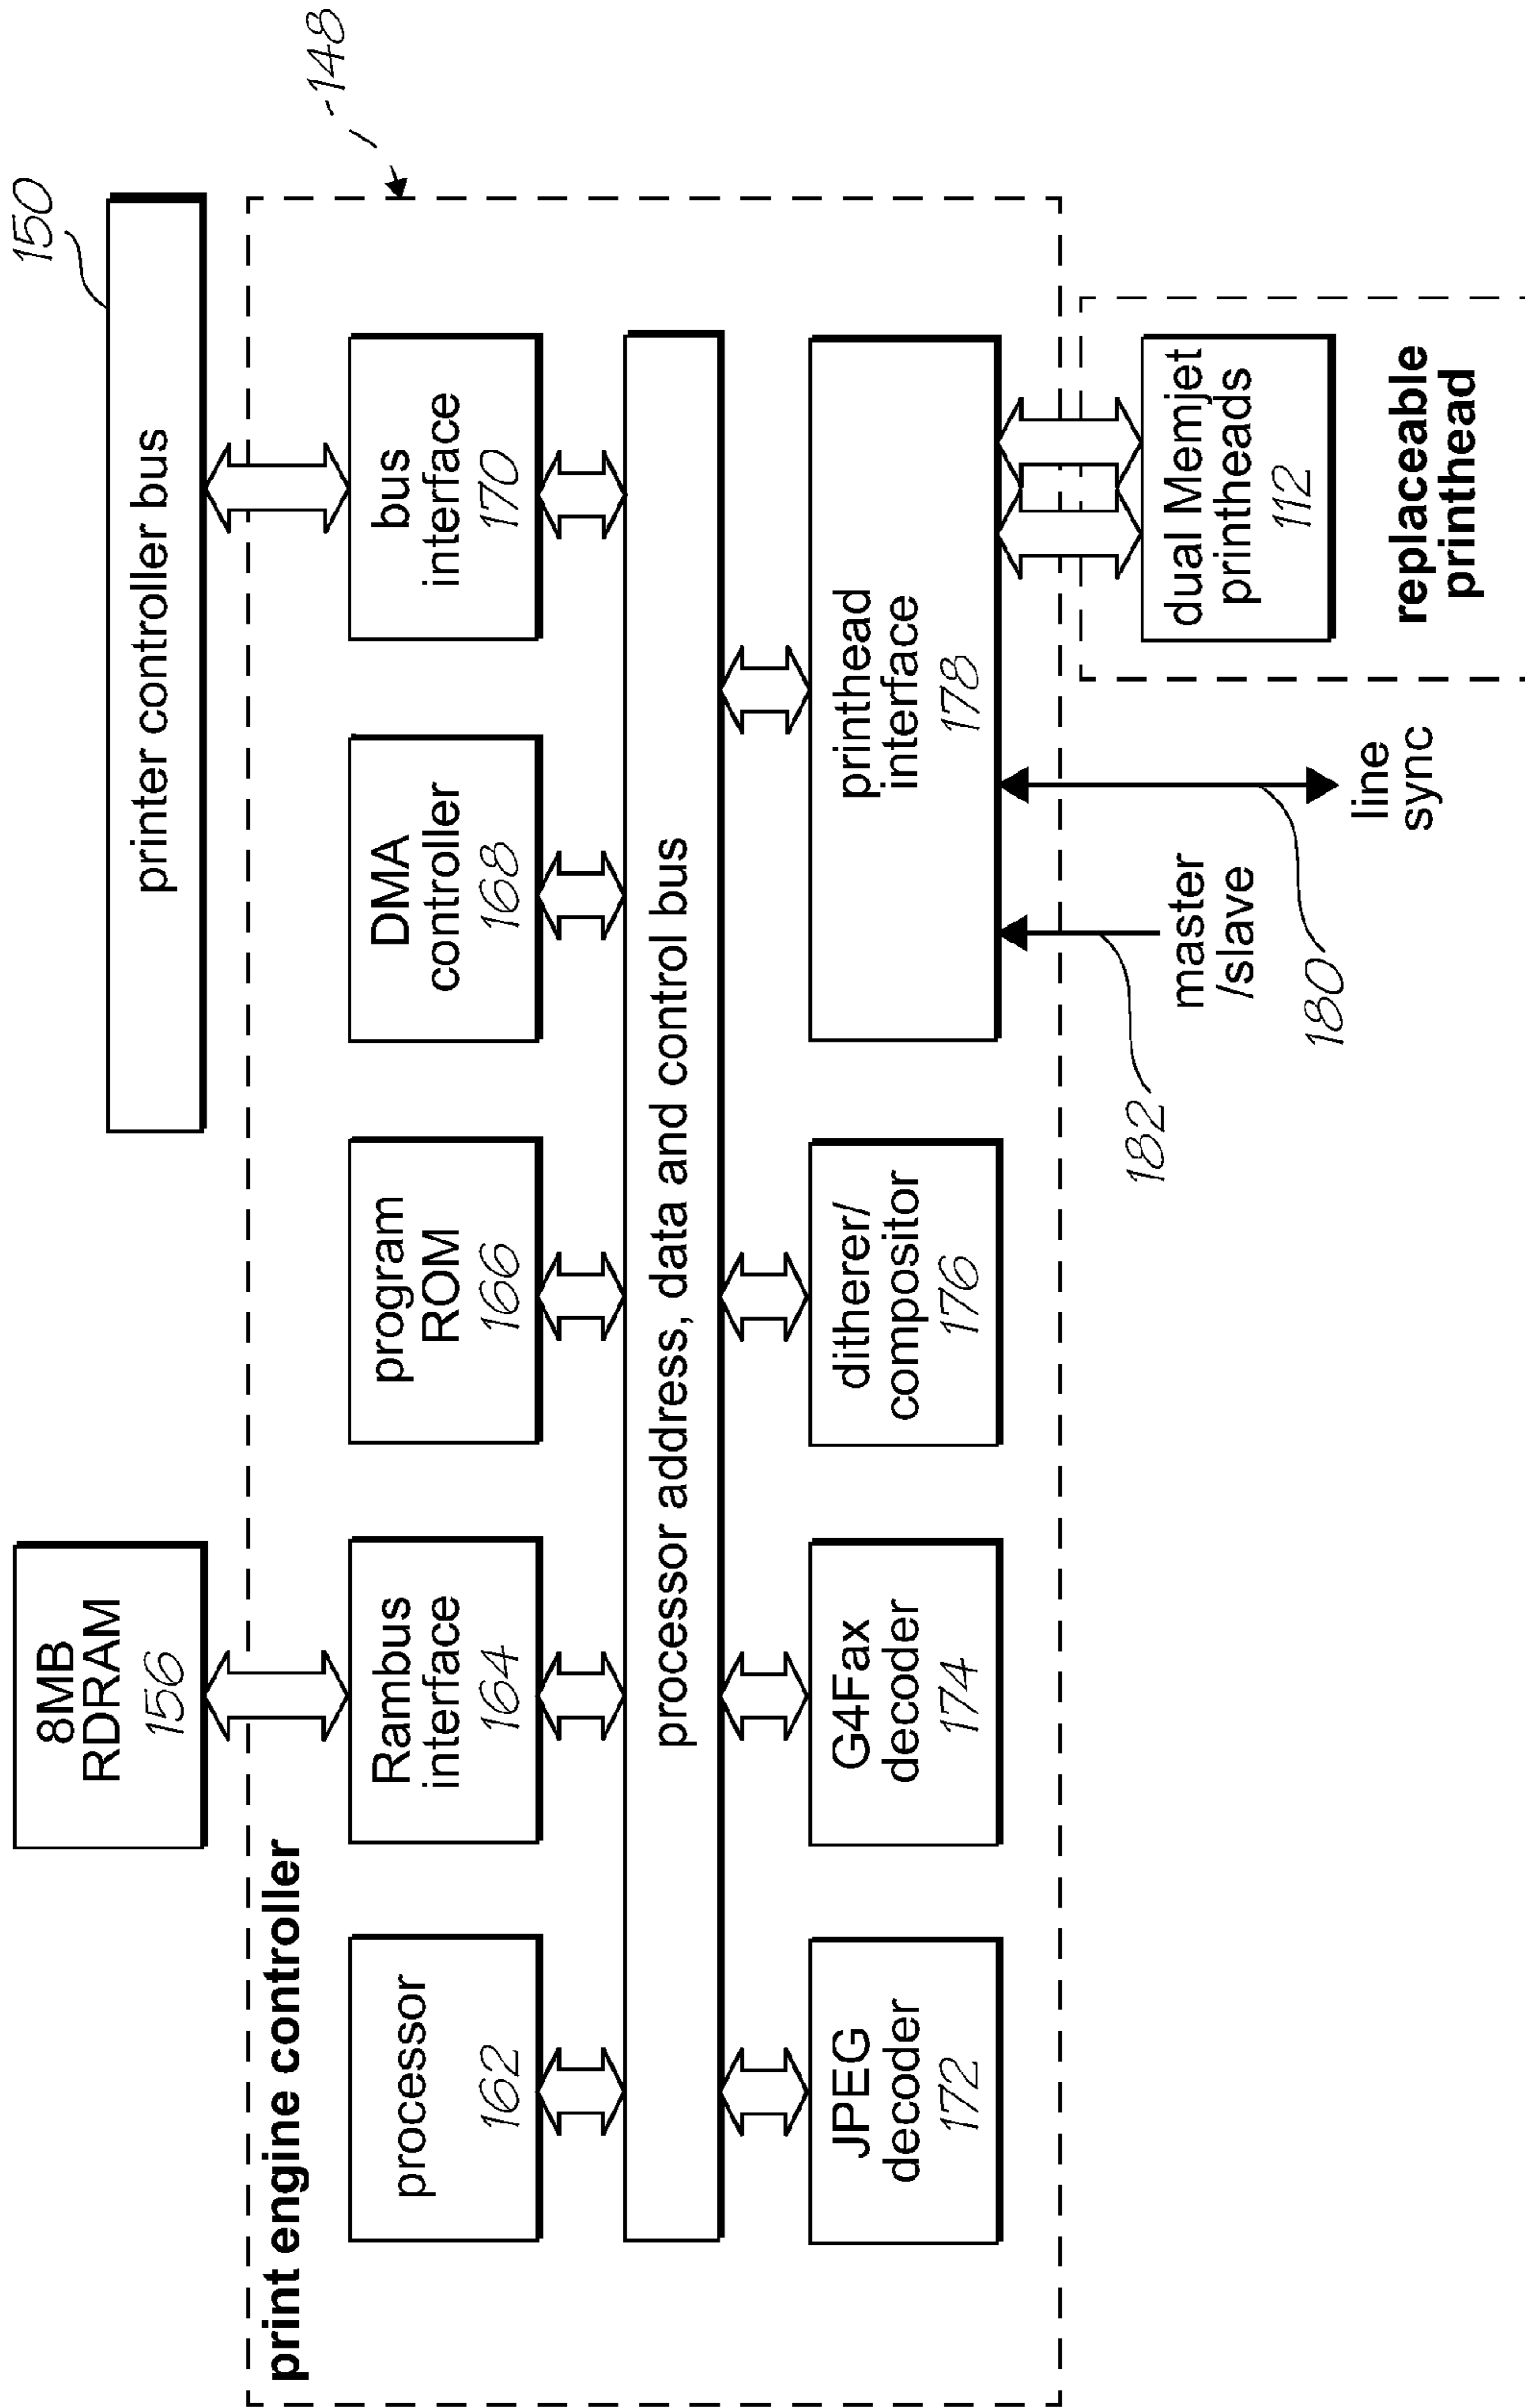 8MB
RDRAM
156
printer controller bus
150
print engine controller
148
processor
162
Rambus
interface
164
program
ROM
166
DMA
controller
168
bus
interface
170
processor address, data and control bus
JPEG
decoder
172
G4Fax
decoder
174
ditherer/
compositor
176
printhead
interface
178
182
master
/slave
180
line
sync
dual Memjet
printheads
112
replaceable
printhead